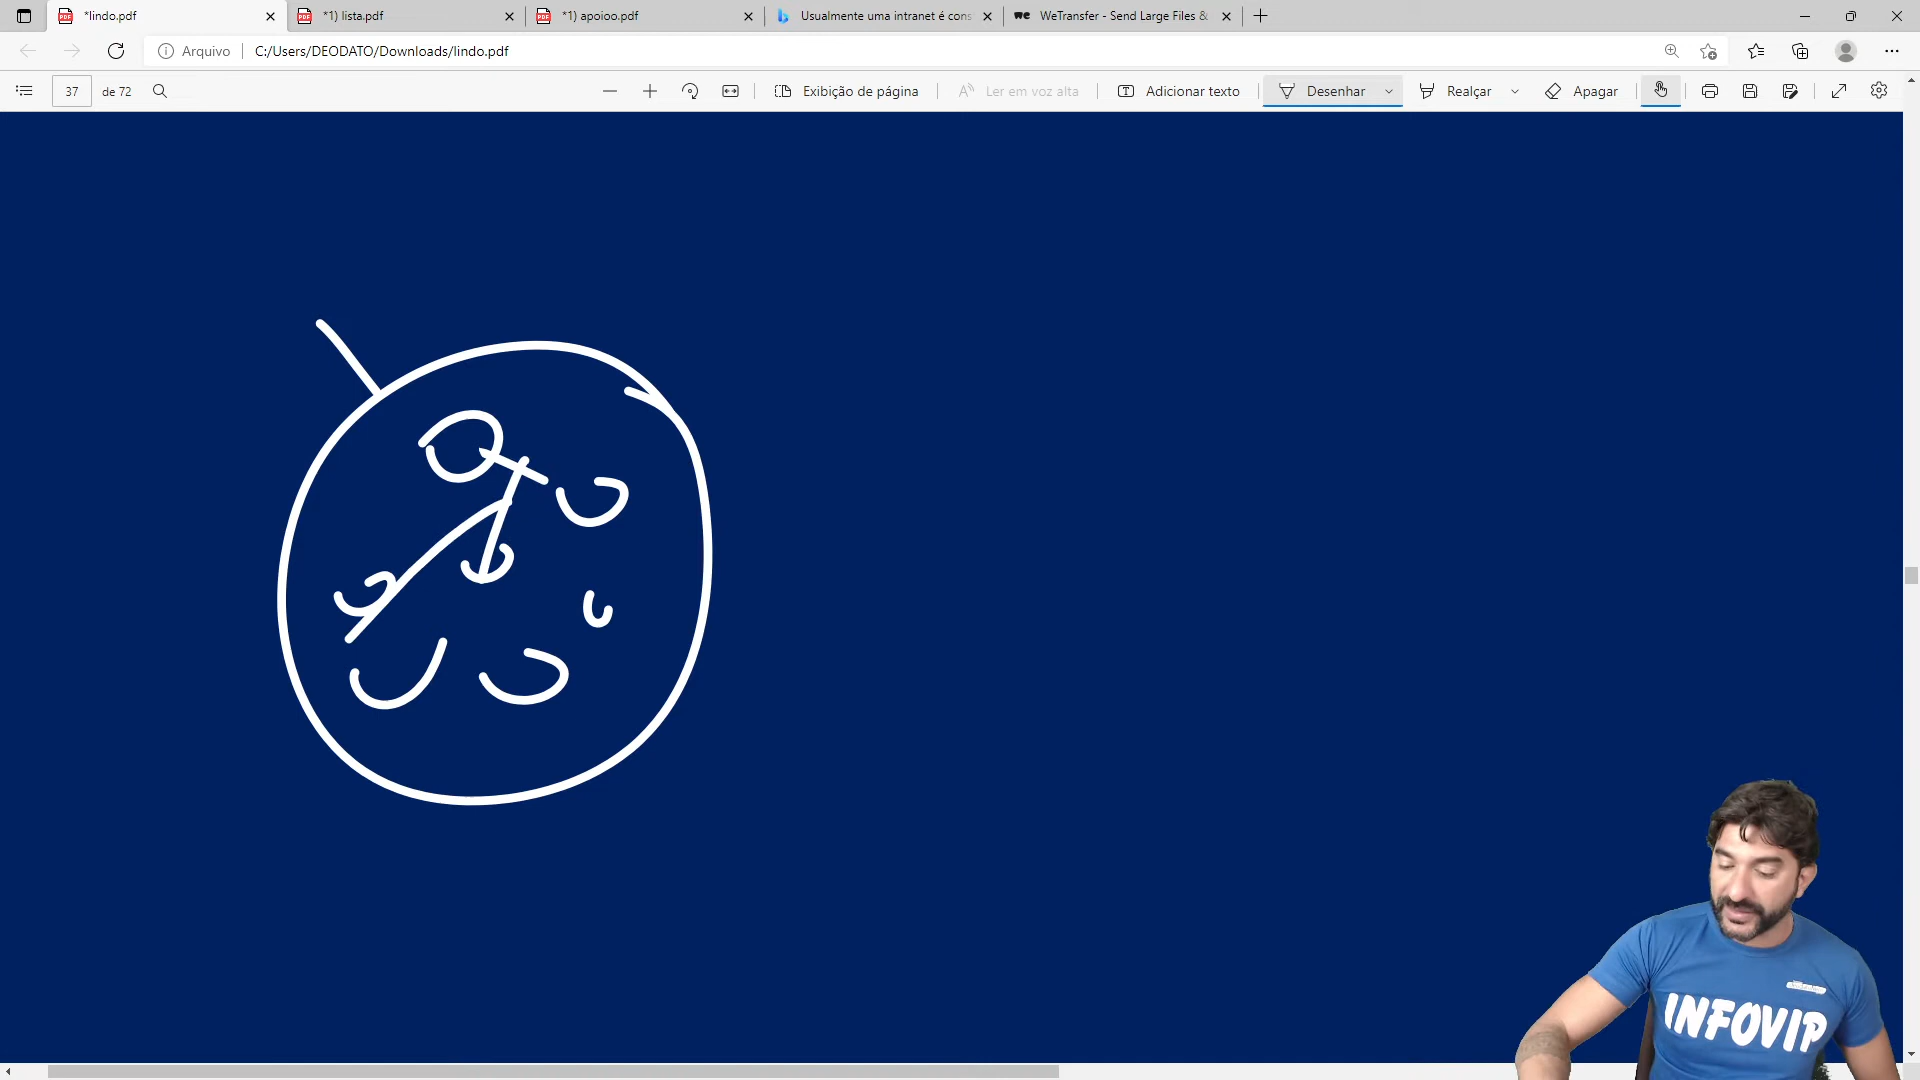 *lindo.pdf
*1) lista.pdf
*1) apoioo.pdf
Usualmente uma intranet é cons
WeTransfer - Send Large Files &
Arquivo
C:/Users/DEODATO/Downloads/lindo.pdf
37 de 72
Exibição de página
Ler em voz alta
Adicionar texto
Desenhar
Realçar
Apagar
INFOVIP